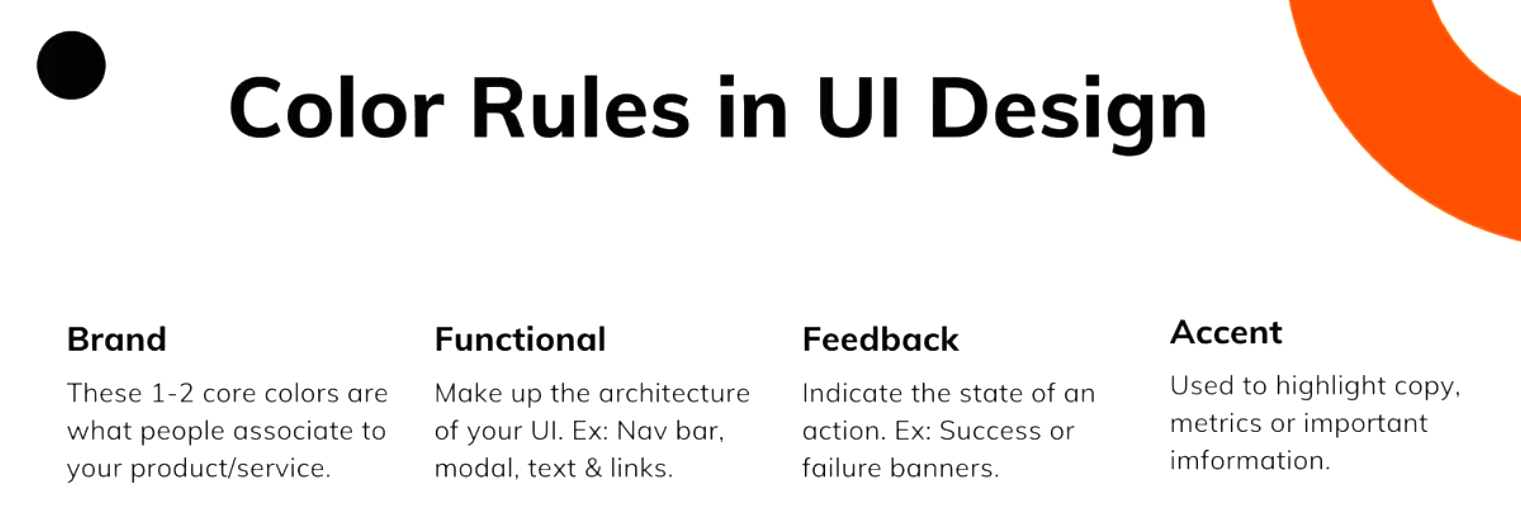 Color Rules in UI Design
Brand
These 1-2 core colors are
what people associate to
your product/service.
Functional
Make up the architecture
of your UI. Ex: Nav bar,
modal, text & links.
Feedback
Indicate the state of an
action. Ex: Success or
failure banners.
Accent
Used to highlight copy,
metrics or important
imformation.